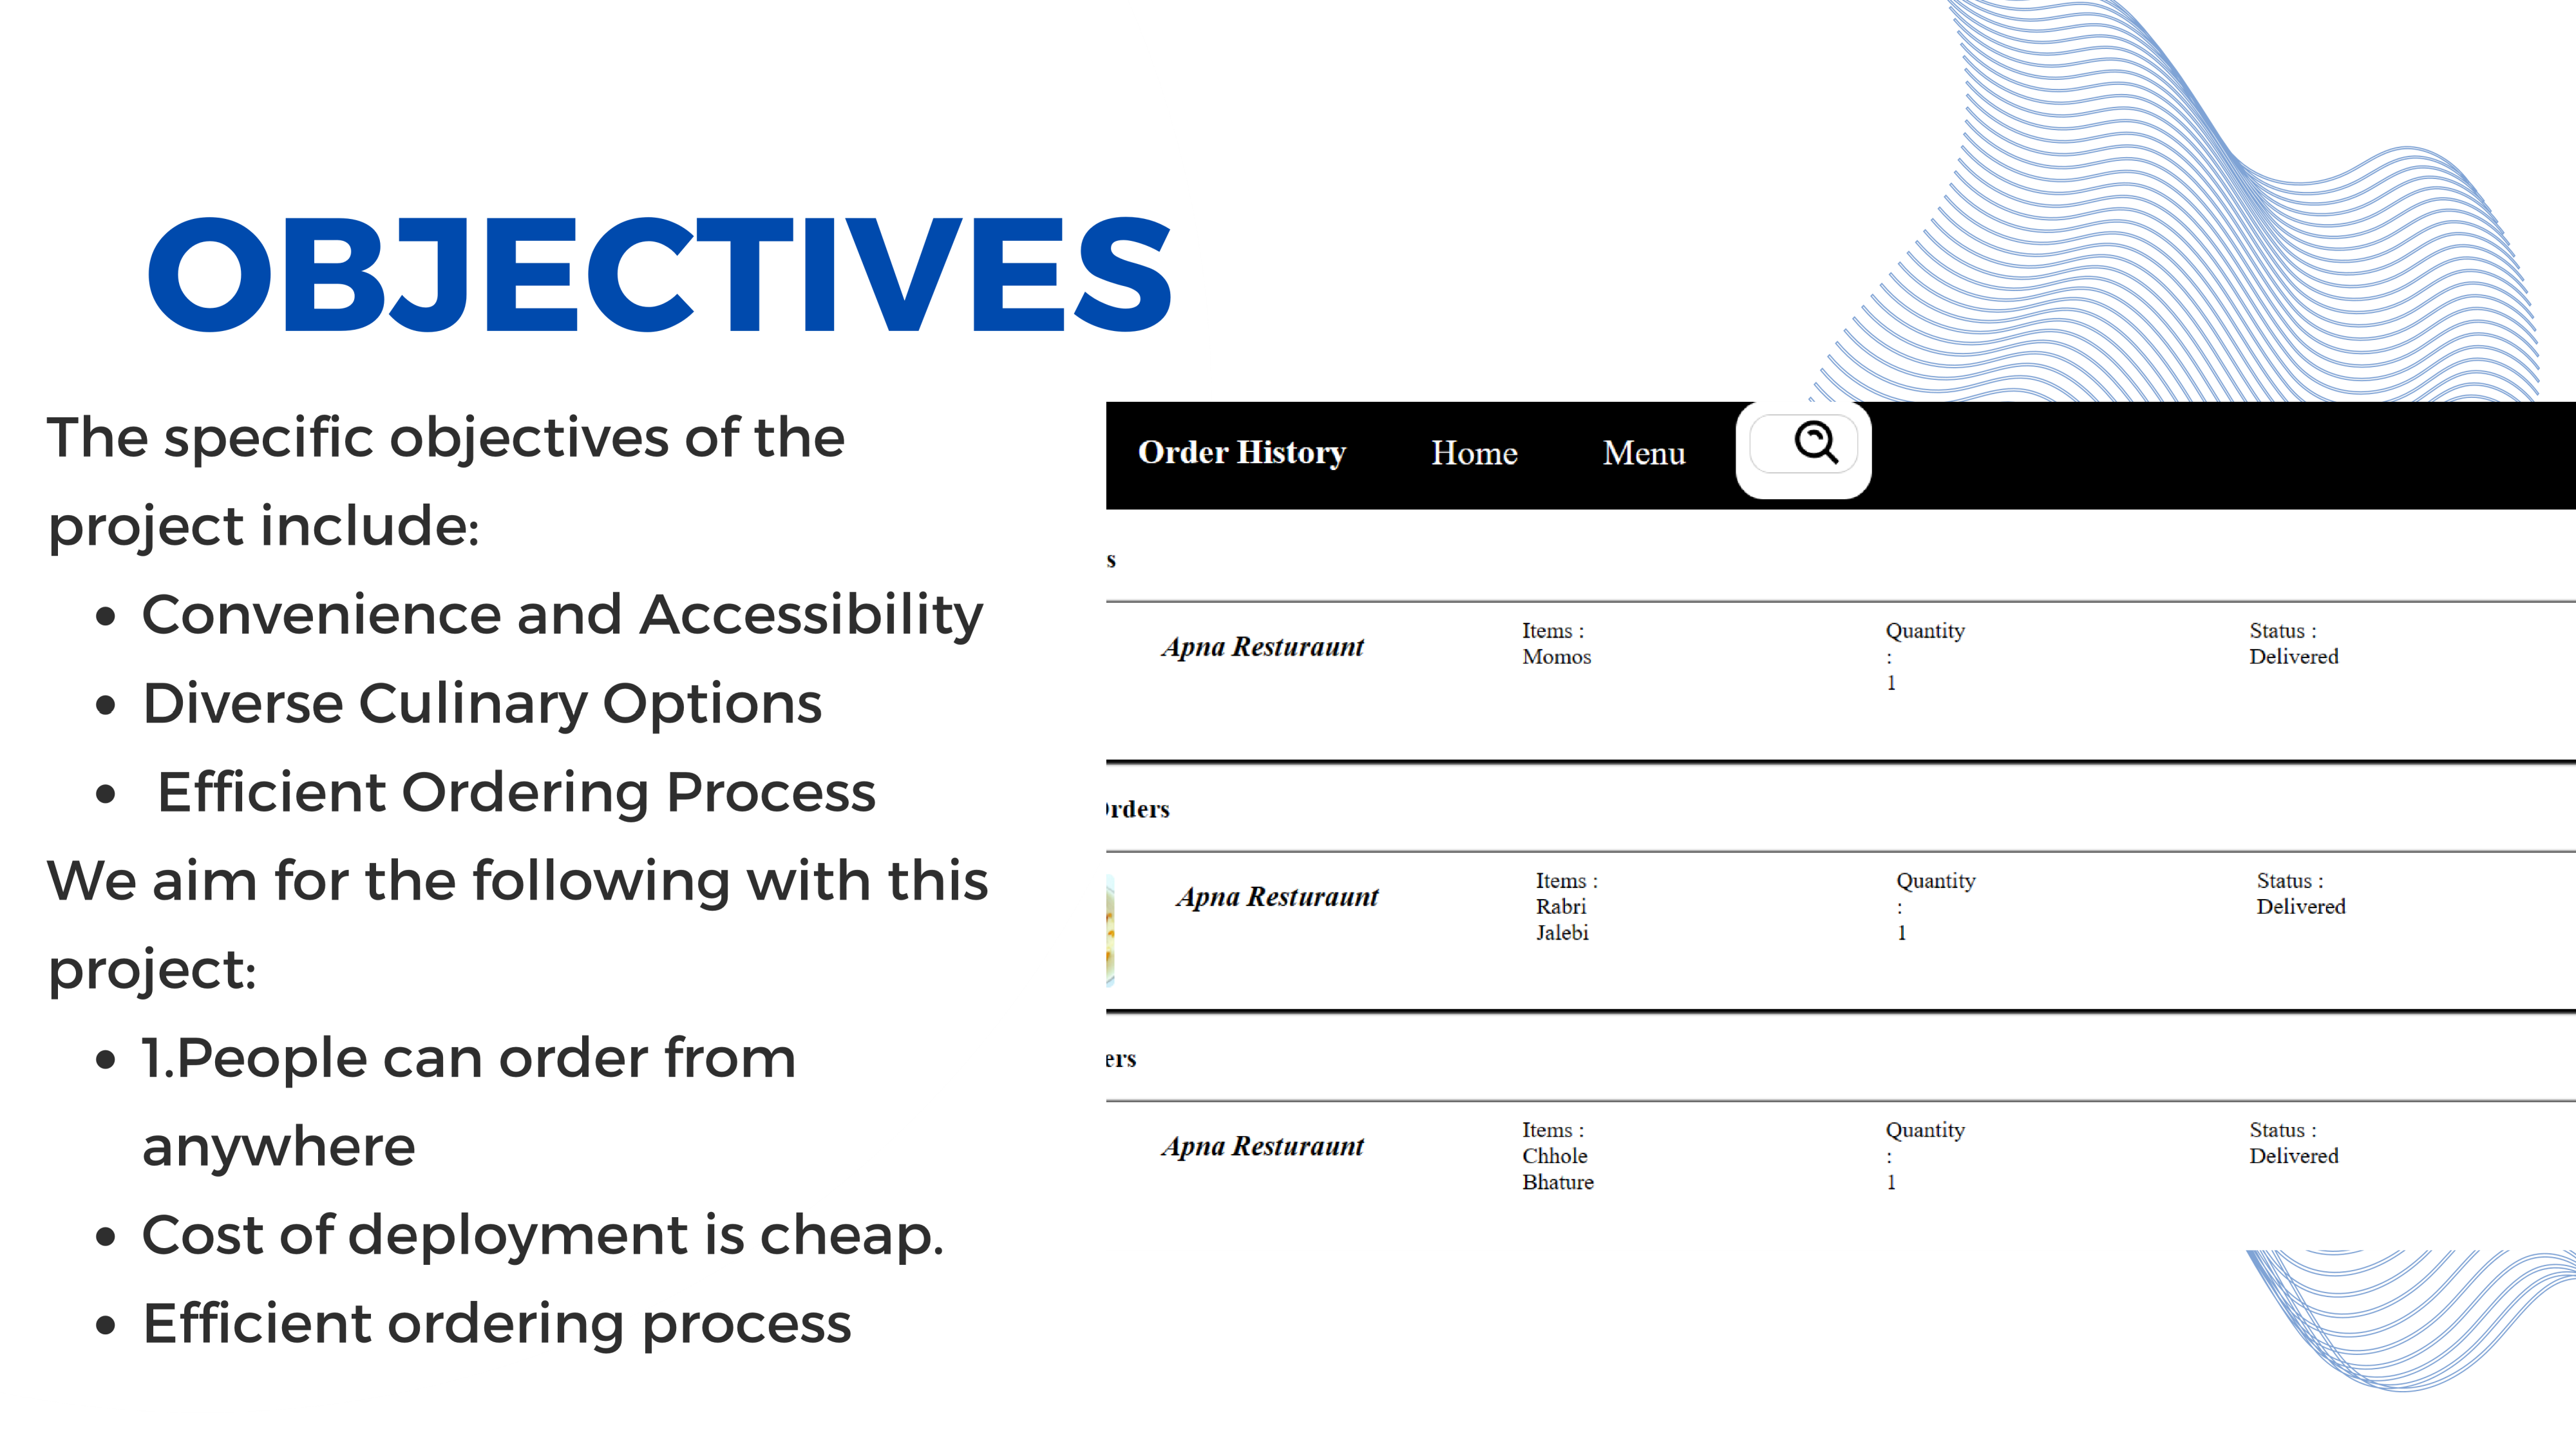 OBJECTIVES
The specific objectives of the
project include:
• Convenience and Accessibility
• Diverse Culinary Options
• Efficient Ordering Process
We aim for the following with this
project:
• 1.People can order from
anywhere
• Cost of deployment is cheap.
• Efficient ordering process
Order History Home Menu
s
Apna Resturaunt Items : Quantity Status :
Momos : Delivered
1
rders
Apna Resturaunt Items : Quantity Status :
Rabri : Delivered
Jalebi 1
ers
Apna Resturaunt Items : Quantity Status :
Chhole : Delivered
Bhature 1